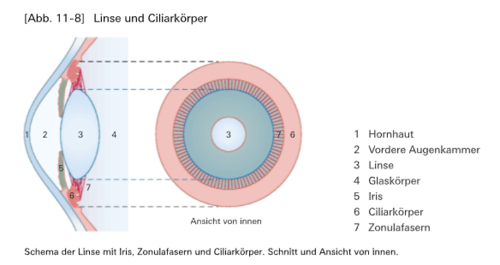 [Abb. 11-8] Linse und Ciliarkörper
1 2 3 4 5 6 7
3 7 6
Ansicht von innen
1 Hornhaut
2 Vordere Augenkammer
3 Linse
4 Glaskörper
5 Iris
6 Ciliarkörper
7 Zonulafasern
Schema der Linse mit Iris, Zonulafasern und Ciliarkörper. Schnitt und Ansicht von innen.